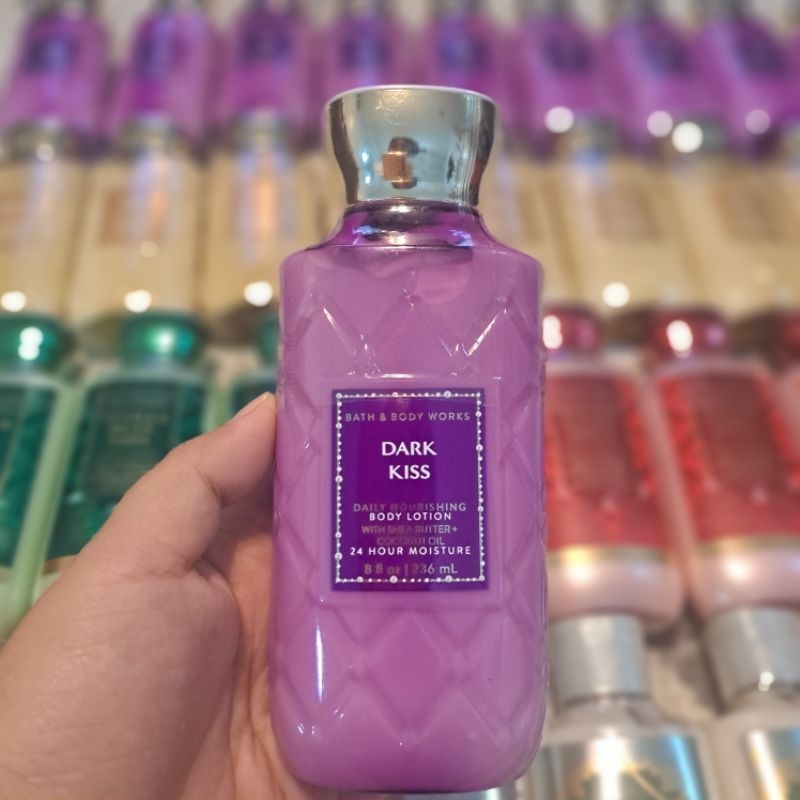 BATH & BODY WORKS
DARK
KISS
DAILY NOURISHING
BODY LOTION
WITH SHEA BUTTER +
COCONUT OIL
24 HOUR MOISTURE
8 fl oz | 236 mL